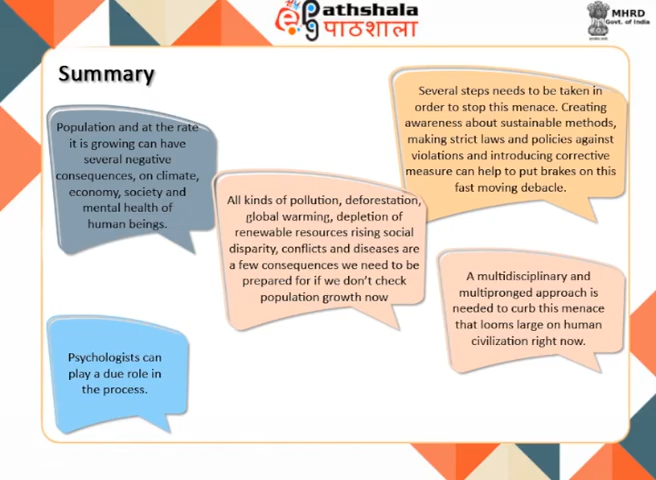 Pathshala
पाठशाला
MHRD
Govt. of India
Summary
Population and at the rate
it is growing can have
several negative
consequences, on climate,
economy, society and
mental health of
human beings.
All kinds of pollution, deforestation,
global warming, depletion of
renewable resources rising social
disparity, conflicts and diseases are
a few consequences we need to be
prepared for if we don't check
population growth now
Several steps needs to be taken in
order to stop this menace. Creating
awareness about sustainable methods,
making strict laws and policies against
violations and introducing corrective
measure can help to put brakes on this
fast moving debacle.
A multidisciplinary and
multipronged approach is
needed to curb this menace
that looms large on human
civilization right now.
Psychologists can
play a due role in
the process.